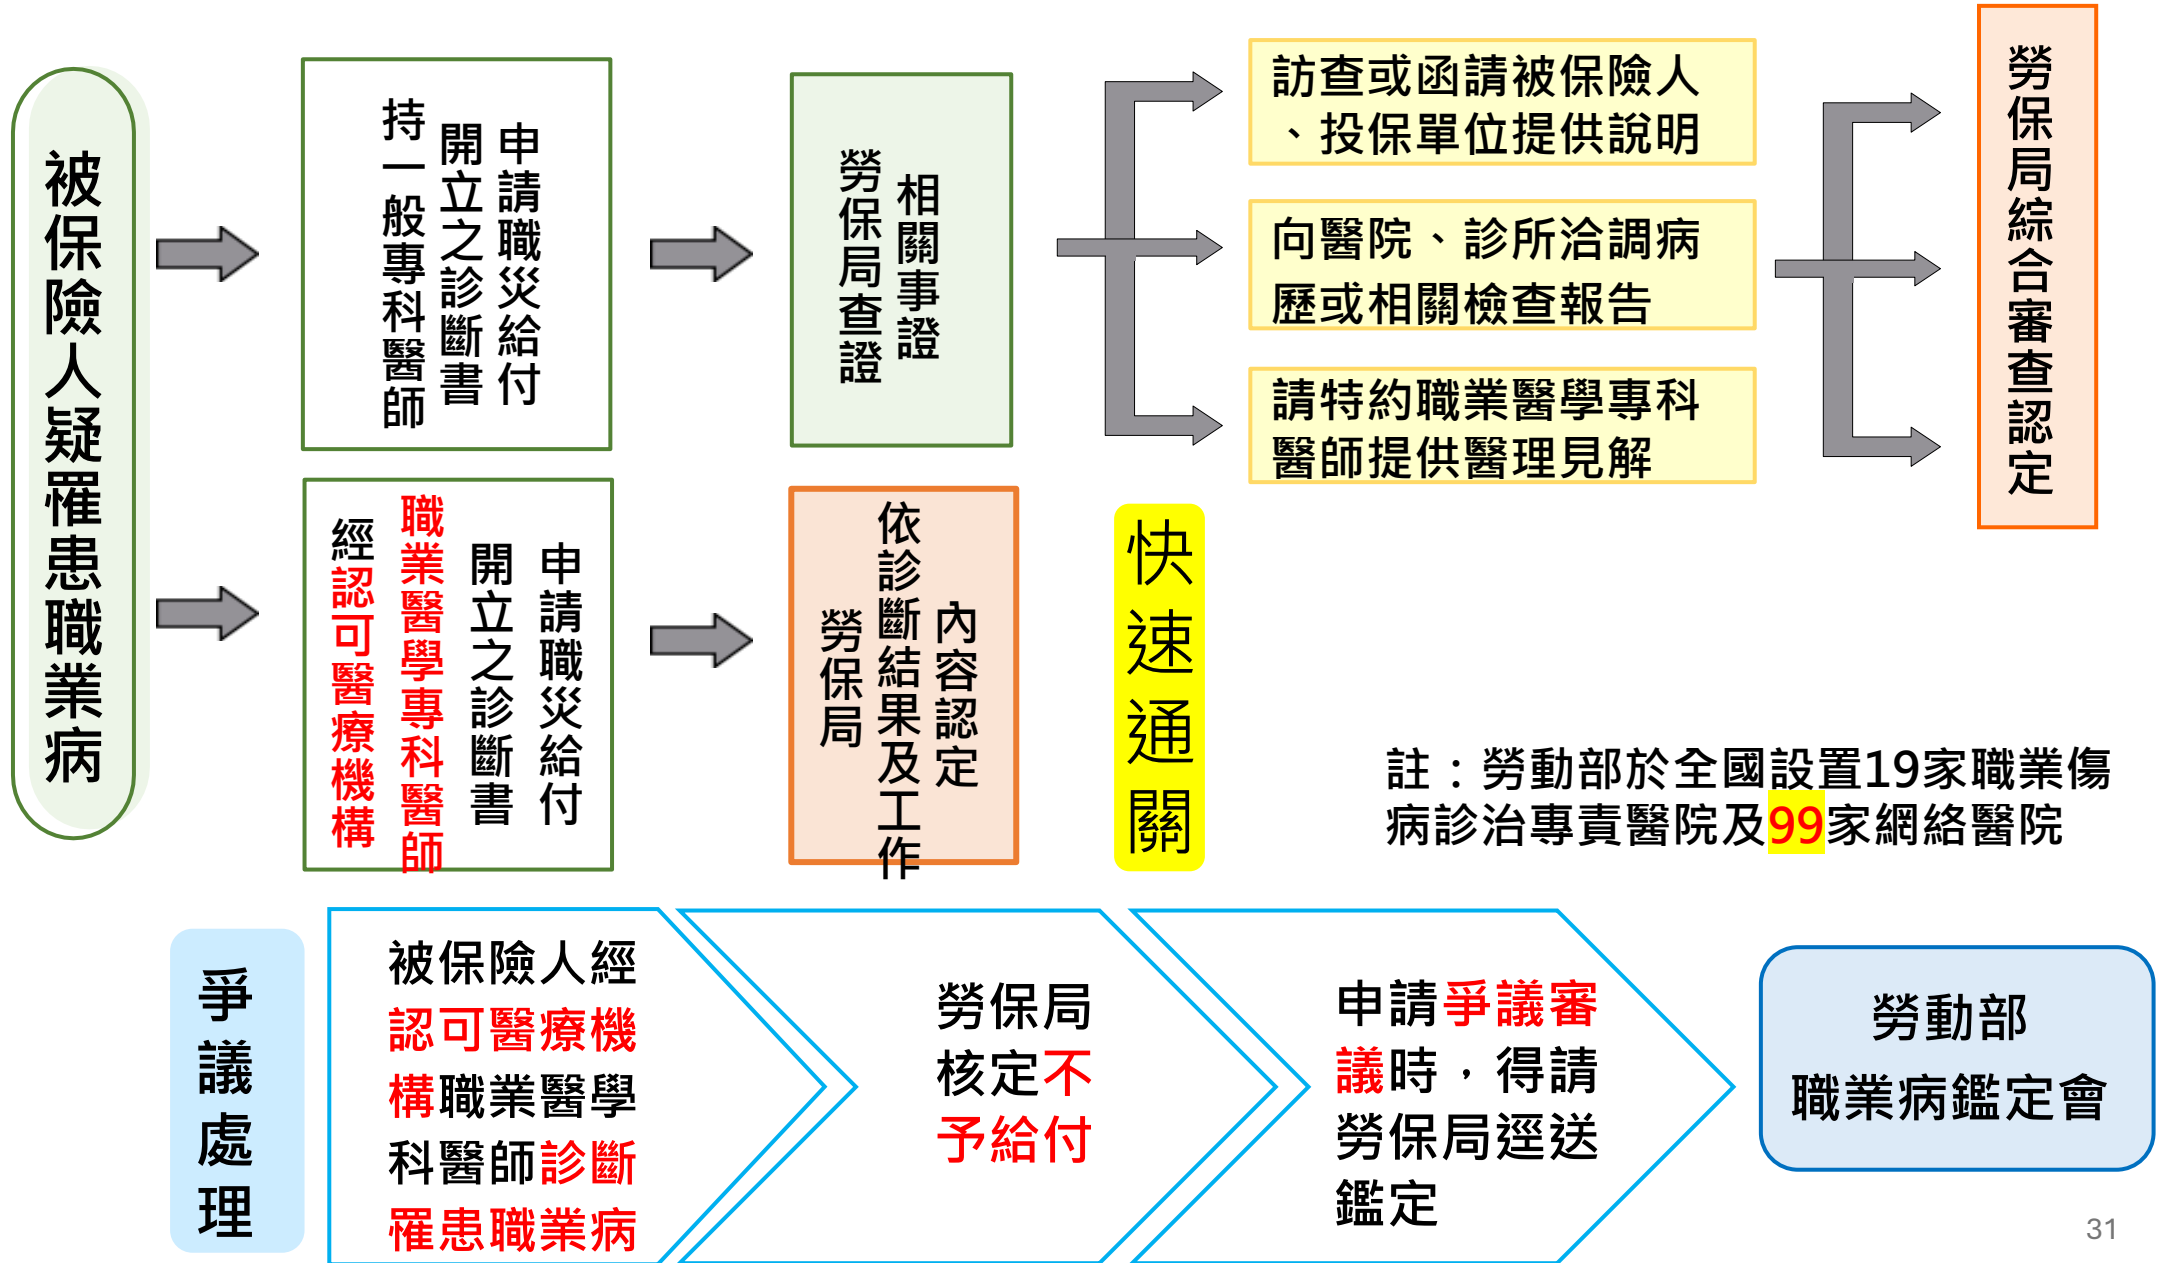 被保險人疑罹患職業病
持一般專科醫師
開立之診斷書
申請職災給付
勞保局查證
相關事證
訪查或函請被保險人
、投保單位提供說明
向醫院、診所洽調病
歷或相關檢查報告
請特約職業醫學專科
醫師提供醫理見解
勞保局綜合審查認定
經認可醫療機構
職業醫學專科醫師
開立之診斷書
申請職災給付
勞保局
依診斷結果及工作
內容認定
快速通關
註：勞動部於全國設置19家職業傷
病診治專責醫院及99家網絡醫院
爭議處理
被保險人經
認可醫療機
構職業醫學
科醫師診斷
罹患職業病
勞保局
核定不
予給付
申請爭議審
議時，得請
勞保局逕送
鑑定
勞動部
職業病鑑定會
31